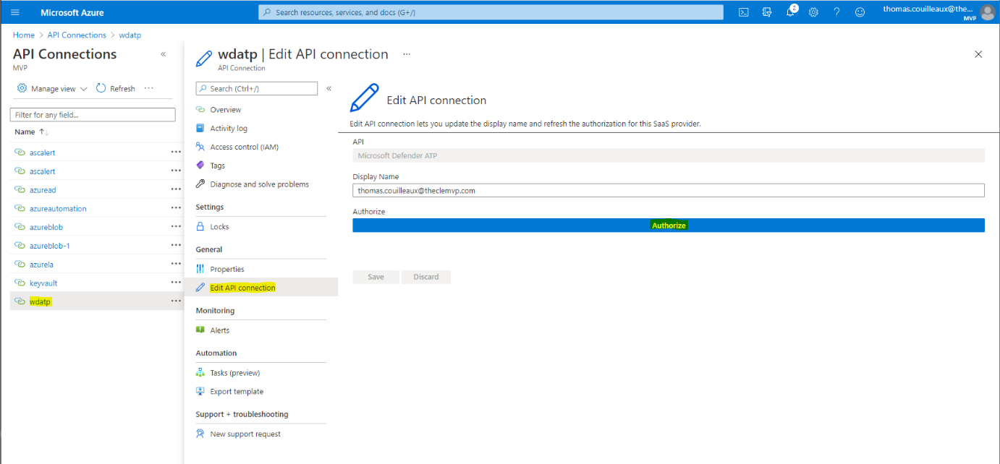 Microsoft Azure
Search resources, services, and docs (G+/)
2
thomas.couilleaux@the...
MVP
Home > API Connections > wdatp
API Connections
MVP
Manage view
Refresh
Filter for any field...
Name
ascalert
ascalert
azuread
azureautomation
azureblob
azureblob-1
azurela
keyvault
wdatp
wdatp | Edit API connection
API Connection
Search (Ctrl+/)
Overview
Activity log
Access control (IAM)
Tags
Diagnose and solve problems
Settings
Locks
General
Properties
Edit API connection
Monitoring
Alerts
Automation
Tasks (preview)
Export template
Support + troubleshooting
New support request
Edit API connection
Edit API connection lets you update the display name and refresh the authorization for this SaaS provider.
API
Microsoft Defender ATP
Display Name
thomas.couilleaux@theclemvp.com
Authorize
Authorize
Save Discard